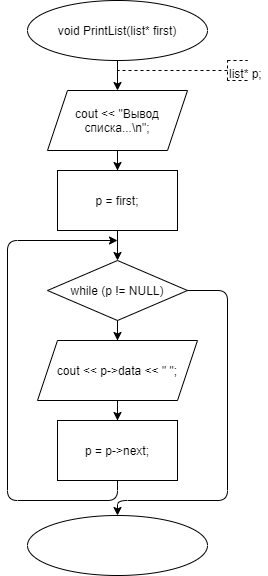 void PrintList(list* first)
list* p;
cout << "Вывод
списка...\n";
p = first;
while (p != NULL)
cout << p->data << " ";
p = p->next;